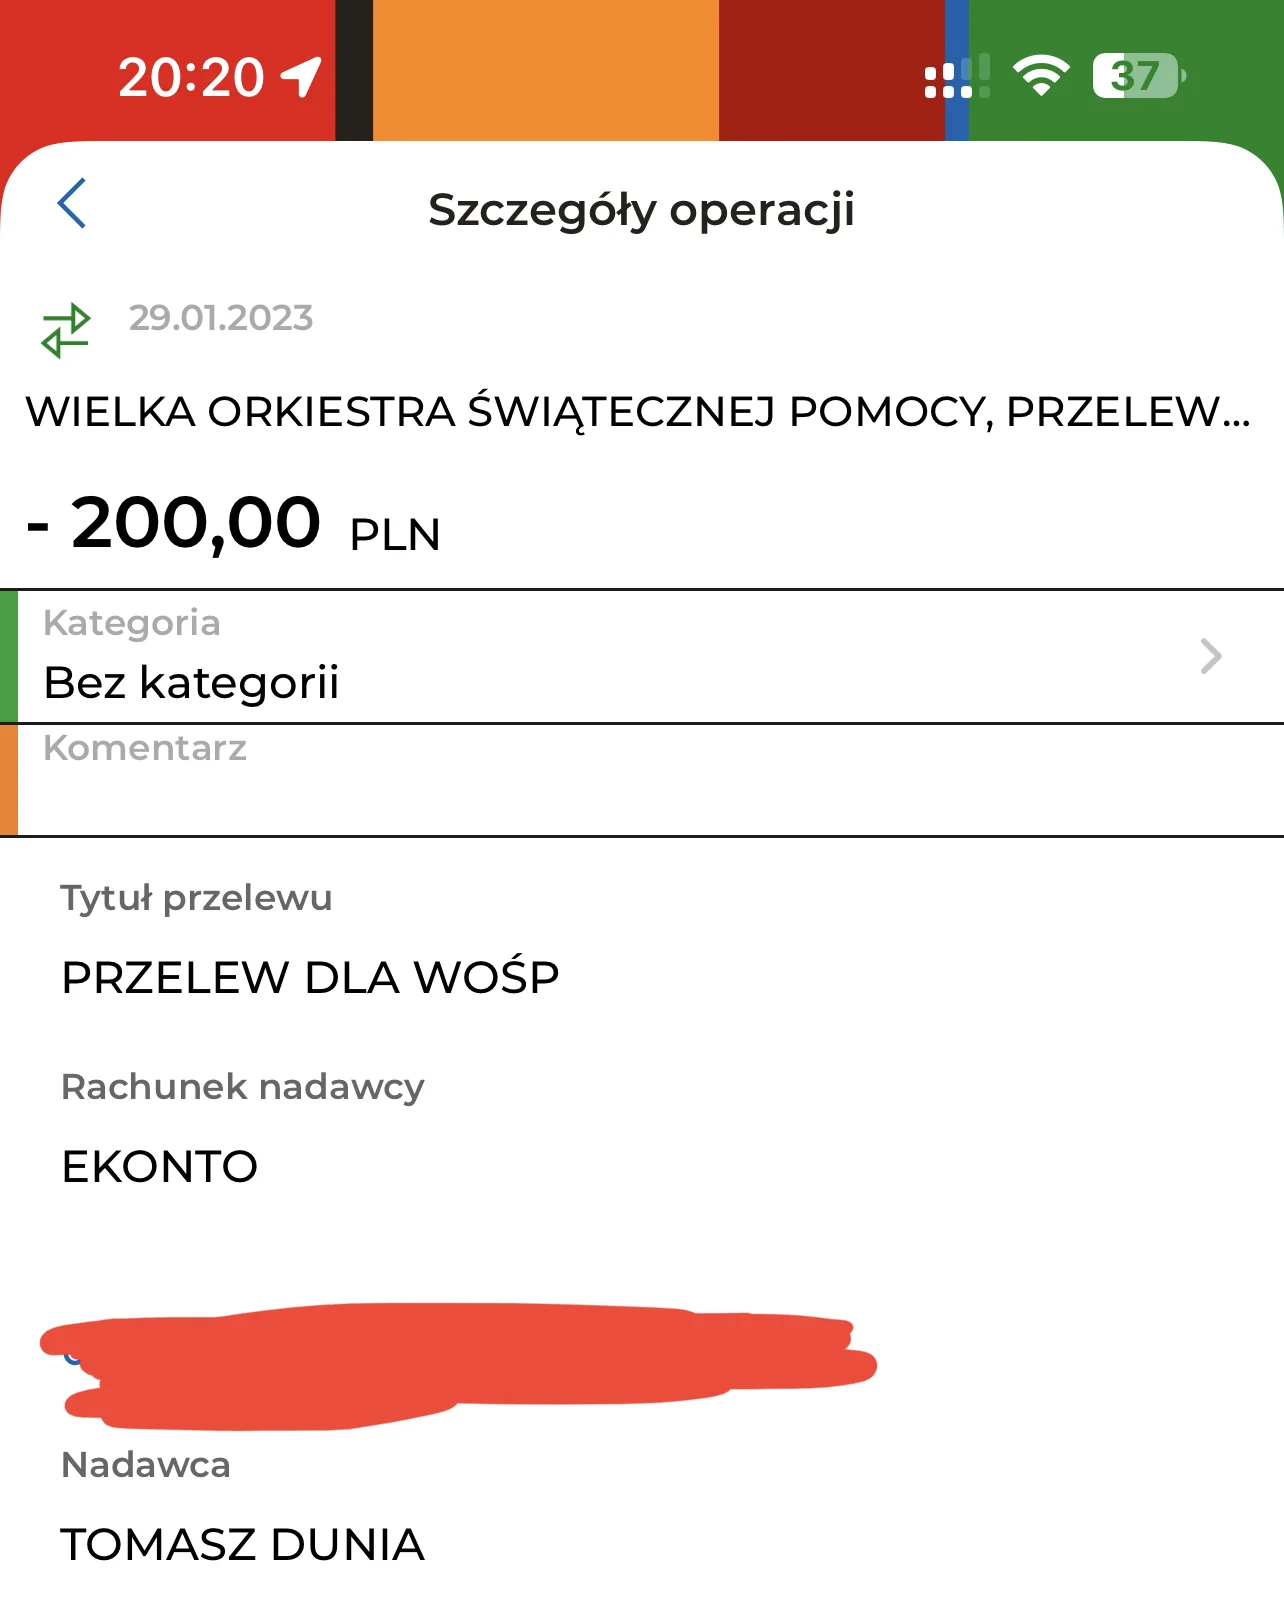 20:20
37
Szczegóły operacji
29.01.2023
WIELKA ORKIESTRA ŚWIĄTECZNEJ POMOCY, PRZELEW...
- 200,00 PLN
Kategoria
Bez kategorii
Komentarz
Tytuł przelewu
PRZELEW DLA WOŚP
Rachunek nadawcy
EKONTO
Nadawca
TOMASZ DUNIA